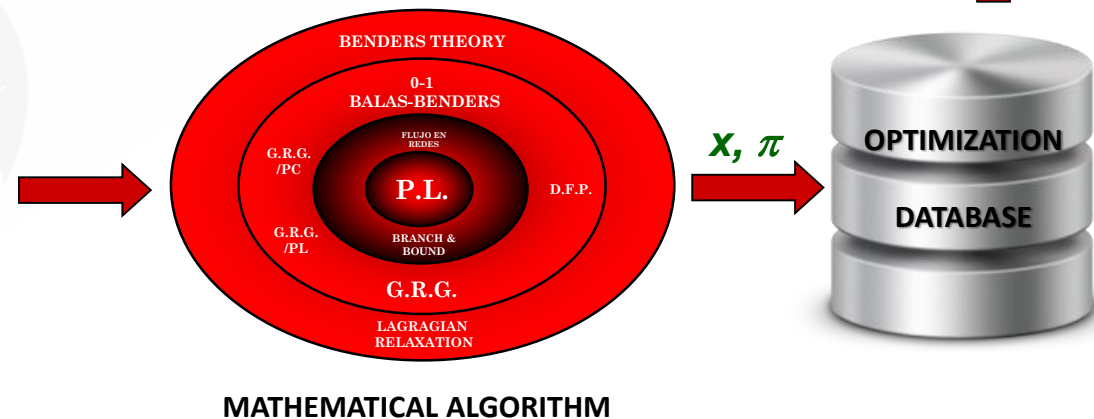 BENDERS THEORY
0-1
BALAS-BENDERS
FLUJO EN
REDES
G.R.G.
/PC
P.L.
D.F.P.
G.R.G.
/PL
BRANCH &
BOUND
G.R.G.
LAGRAGIAN
RELAXATION
x, π
OPTIMIZATION
DATABASE
MATHEMATICAL ALGORITHM